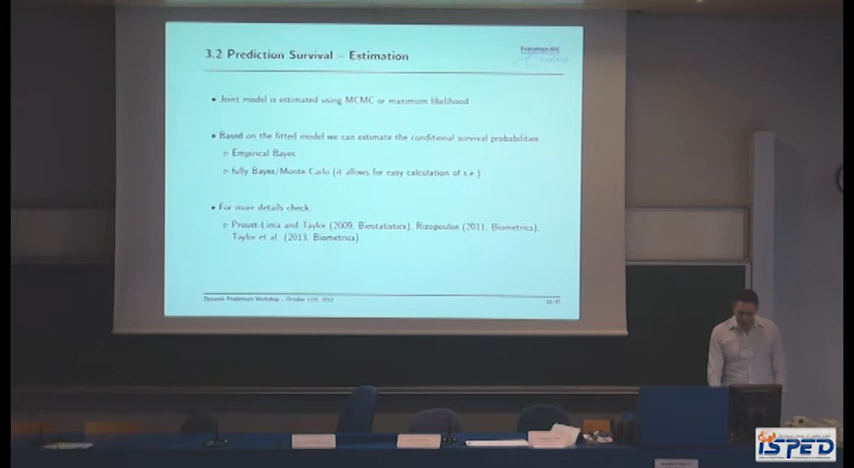 3.2 Prediction Survival – Estimation
Erasmus MC
• Joint model is estimated using MCMC or maximum likelihood
• Based on the fitted model we can estimate the conditional survival probabilities
▷ Empirical Bayes
▷ fully Bayes/Monte Carlo (it allows for easy calculation of s.e.)
• For more details check,
▷ Proust-Lima and Taylor (2009, Biostatistics), Rizopoulos (2011, Biometrics),
Taylor et al. (2013, Biometrics)
Dynamic Predictions Workshop – October 11th, 2013
ISPED